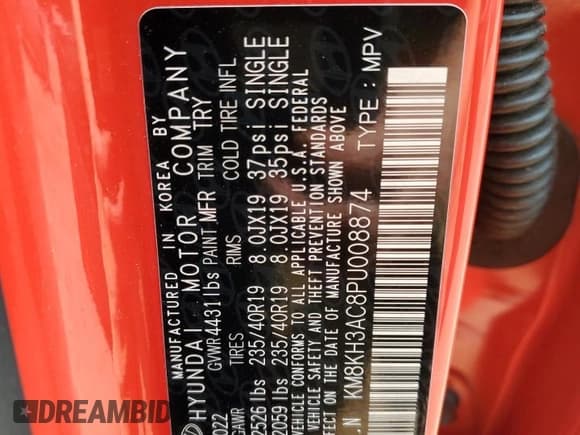 MANUFACTURED IN KOREA BY
HYUNDAI MOTOR COMPANY
022 GVWR 4431 lbs PAINT MFR TRIM TRY
GAWR TIRES RIMS COLD TIRE INFL.
2526 lbs 235/40R19 8.0JX19 37psi SINGLE
2059 lbs 235/40R19 8.0JX19 35psi SINGLE
CONFORMS TO ALL APPLICABLE U.S.A. FEDERAL
VEHICLE SAFETY AND THEFT PREVENTION STANDARDS
EFFECT ON THE DATE OF MANUFACTURE SHOWN ABOVE
I.N KM8KH3AC8PU008874 TYPE : MPV
DREAMBID